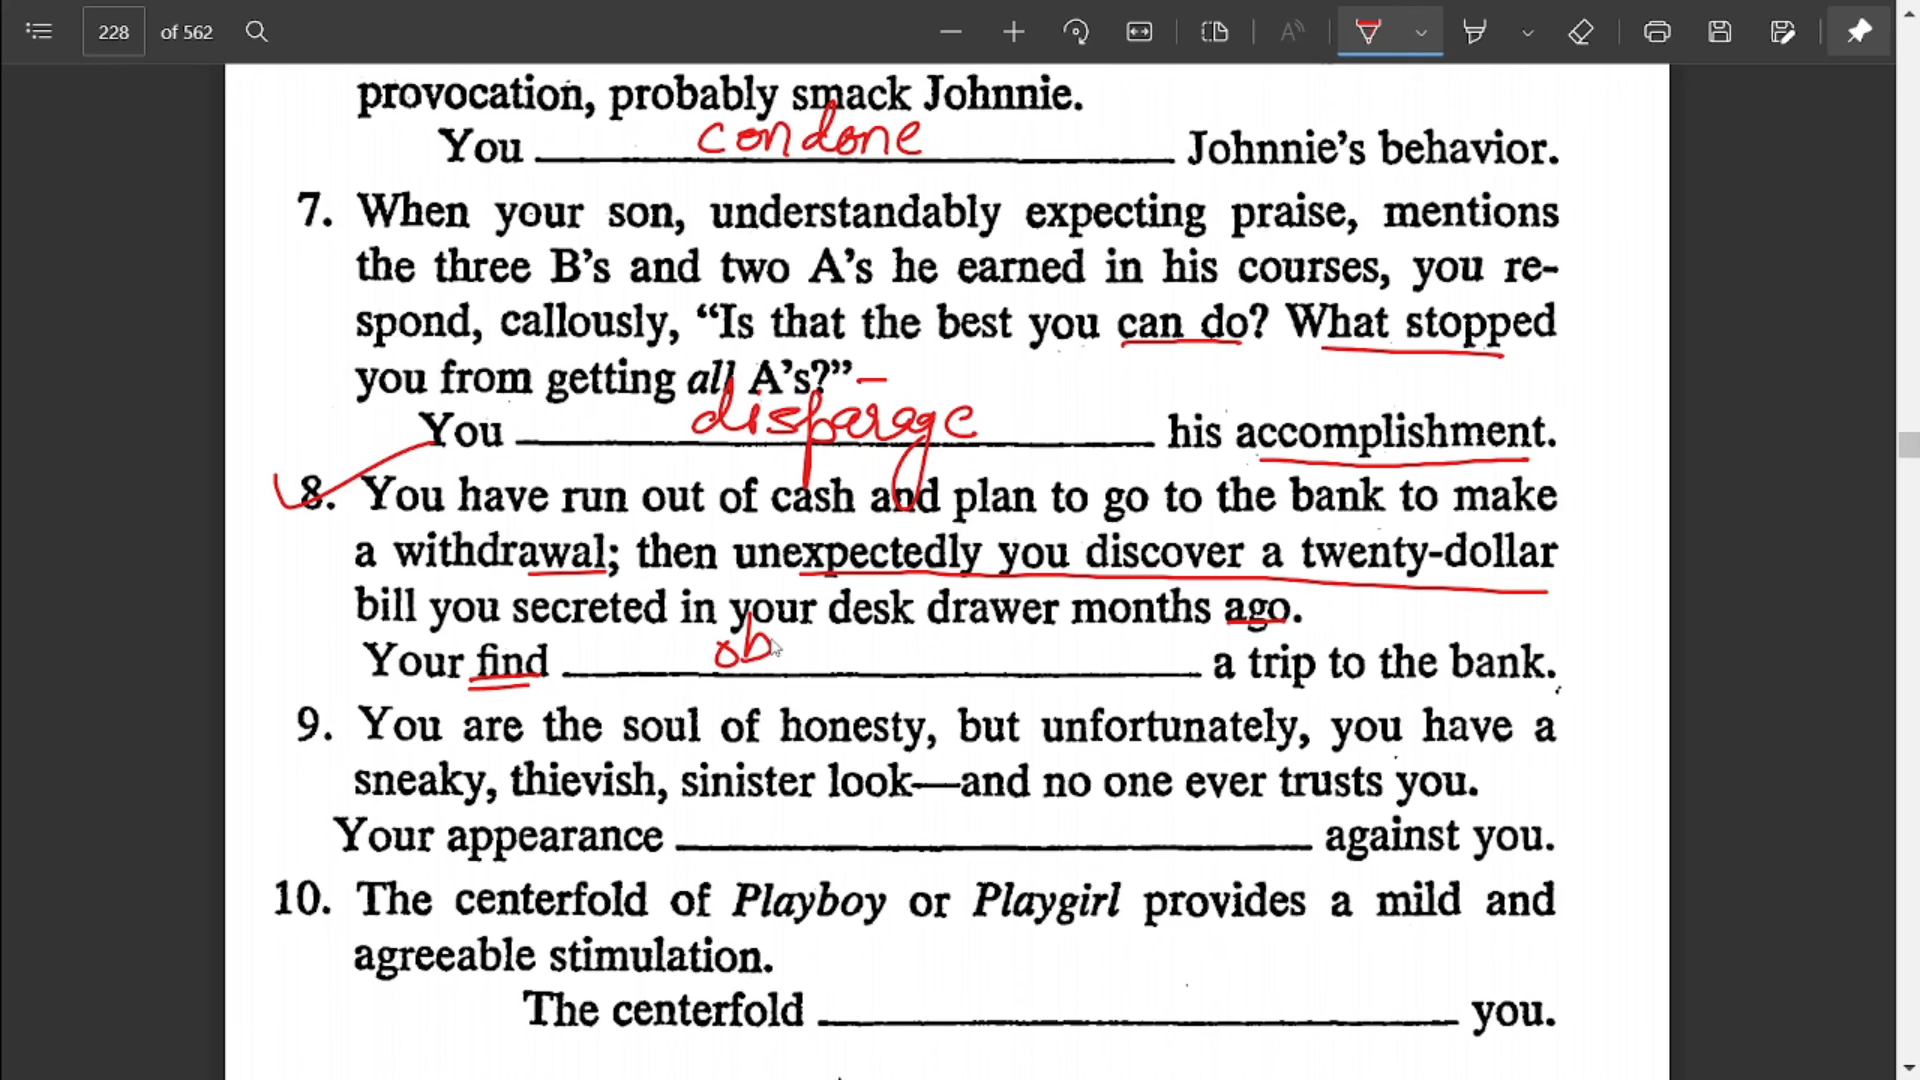 228 of 562
provocation, probably smack Johnnie.
You condone Johnnie's behavior.
7. When your son, understandably expecting praise, mentions
the three B's and two A's he earned in his courses, you re-
spond, callously, “Is that the best you can do? What stopped
you from getting all A's?”
You disparage his accomplishment.
8. You have run out of cash and plan to go to the bank to make
a withdrawal; then unexpectedly you discover a twenty-dollar
bill you secreted in your desk drawer months ago.
Your find ob a trip to the bank.
9. You are the soul of honesty, but unfortunately, you have a
sneaky, thievish, sinister look—and no one ever trusts you.
Your appearance against you.
10. The centerfold of Playboy or Playgirl provides a mild and
agreeable stimulation.
The centerfold you.